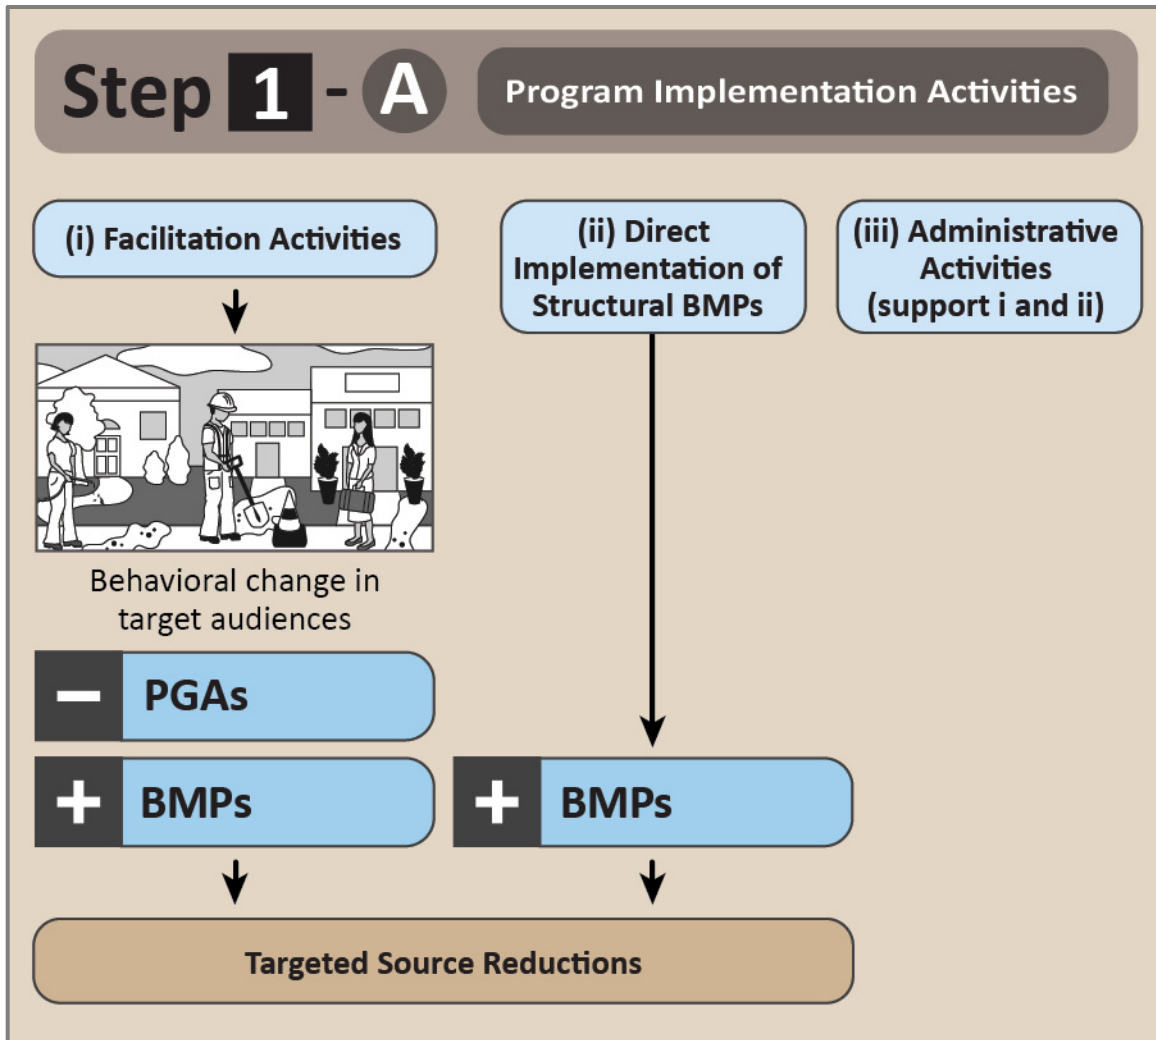 Step 1 - A
Program Implementation Activities
(i) Facilitation Activities
(ii) Direct
Implementation of
Structural BMPs
(iii) Administrative
Activities
(support i and ii)
Behavioral change in
target audiences
− PGAs
+ BMPs
+ BMPs
Targeted Source Reductions